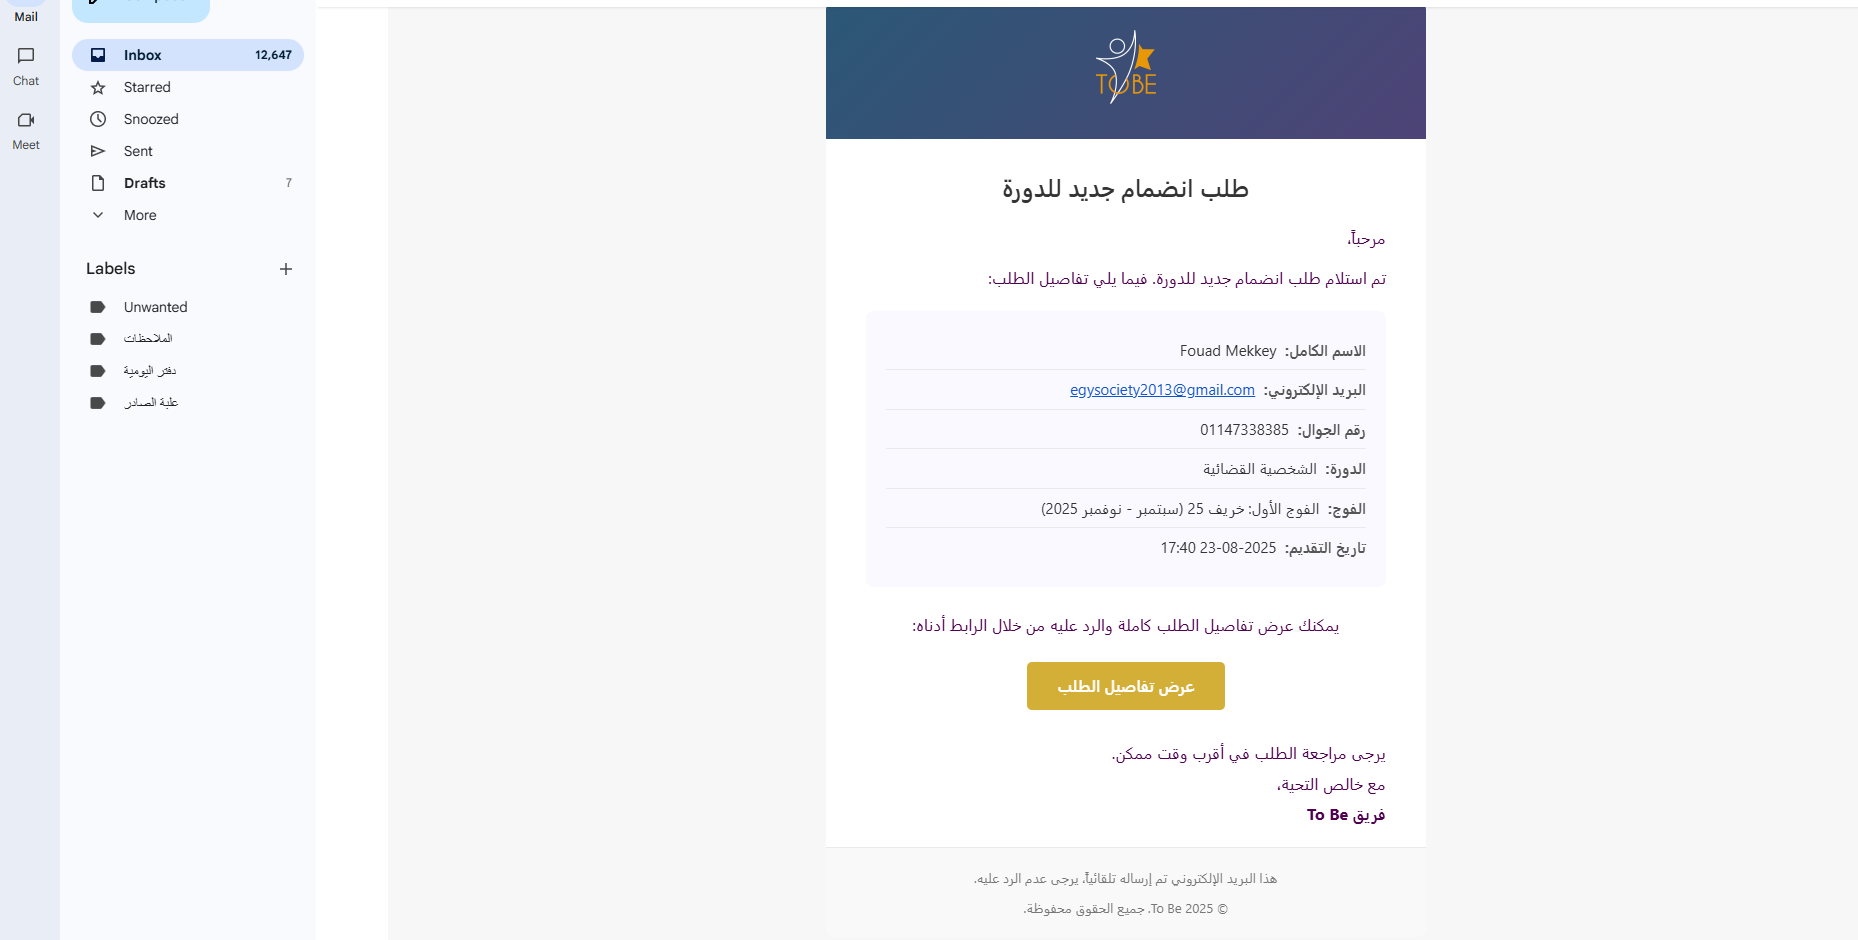 Mail
Chat
Meet
Inbox 12,647
Starred
Snoozed
Sent
Drafts 7
More
Labels
Unwanted
الملاحظات
دفتر اليومية
علبة الصادر
TO BE
طلب انضمام جديد للدورة
مرحباً،
تم استلام طلب انضمام جديد للدورة. فيما يلي تفاصيل الطلب:
الاسم الكامل: Fouad Mekkey
البريد الإلكتروني: egysociety2013@gmail.com
رقم الجوال: 01147338385
الدورة: الشخصية القضائية
الفوج: الفوج الأول: خريف 25 (سبتمبر - نوفمبر 2025)
تاريخ التقديم: 23-08-2025 17:40
يمكنك عرض تفاصيل الطلب كاملة والرد عليه من خلال الرابط أدناه:
عرض تفاصيل الطلب
يرجى مراجعة الطلب في أقرب وقت ممكن.
مع خالص التحية،
فريق To Be
هذا البريد الإلكتروني تم إرساله تلقائياً، يرجى عدم الرد عليه.
© 2025 To Be. جميع الحقوق محفوظة.